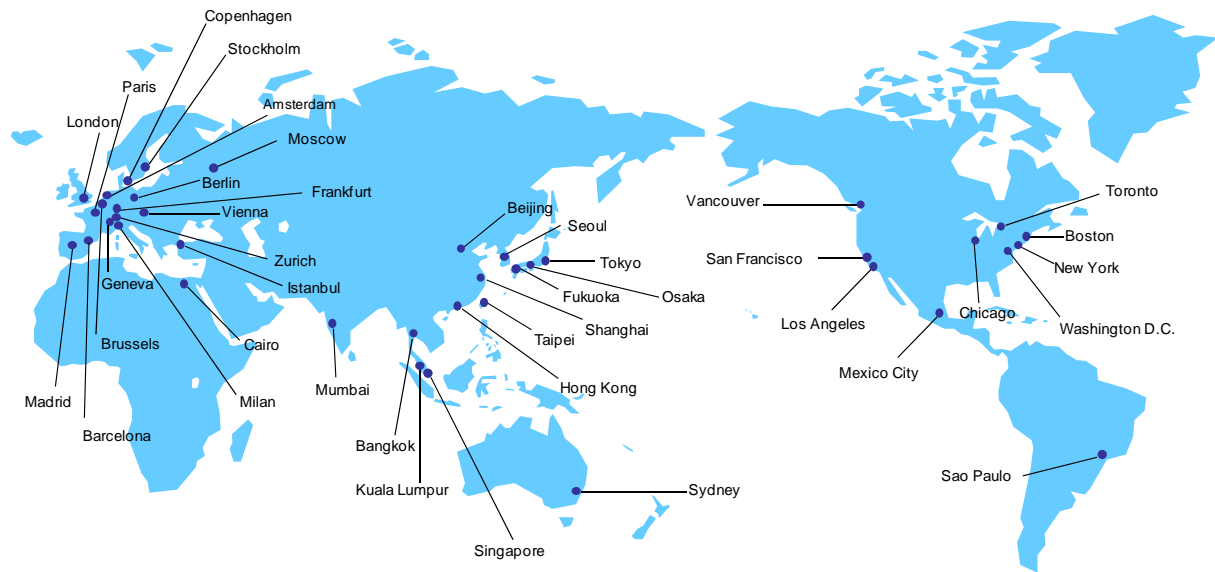 Copenhagen
Stockholm
Paris
Amsterdam
London
Moscow
Berlin
Frankfurt
Vienna
Zurich
Geneva
Istanbul
Brussels
Cairo
Madrid
Milan
Barcelona
Beijing
Seoul
Tokyo
Fukuoka
Osaka
Shanghai
Taipei
Mumbai
Hong Kong
Bangkok
Kuala Lumpur
Singapore
Sydney
Vancouver
Toronto
Boston
San Francisco
New York
Chicago
Los Angeles
Washington D.C.
Mexico City
Sao Paulo